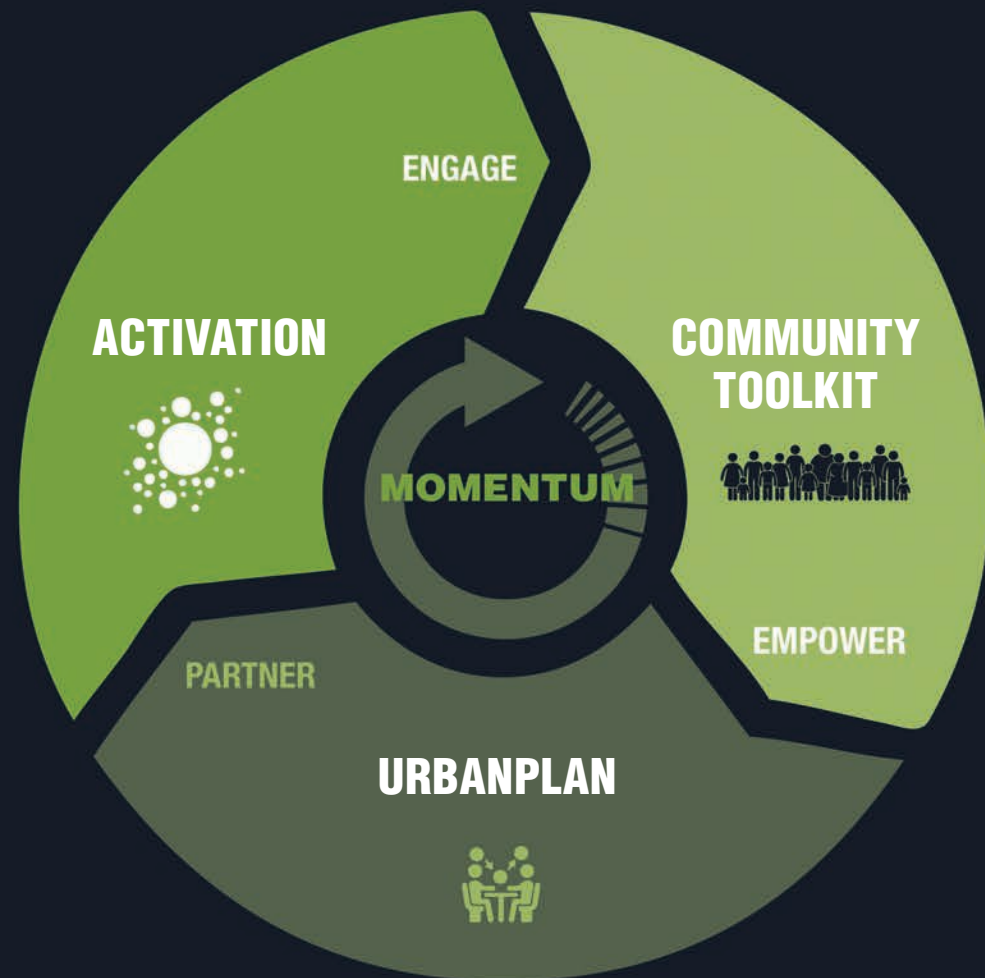 ENGAGE
ACTIVATION
COMMUNITY
TOOLKIT
MOMENTUM
EMPOWER
PARTNER
URBANPLAN